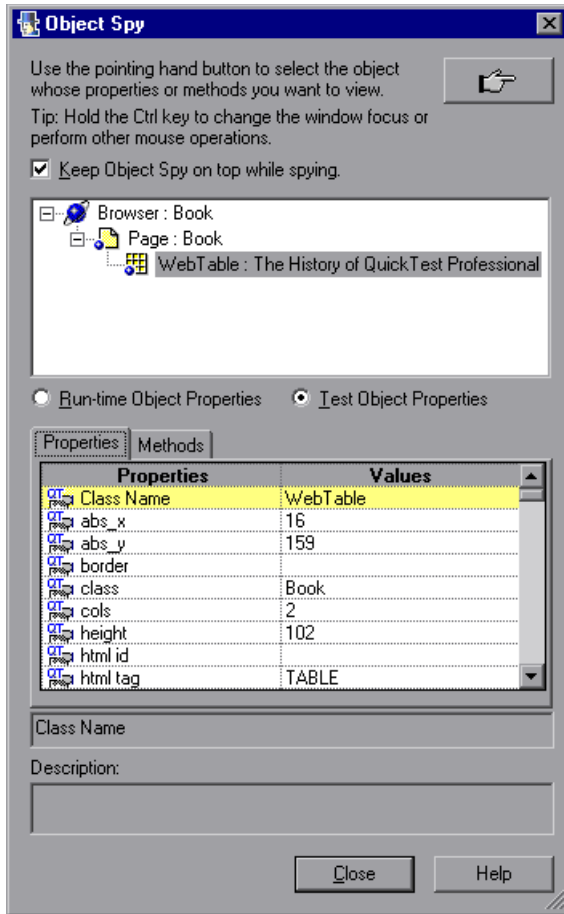 Object Spy
Use the pointing hand button to select the object
whose properties or methods you want to view.
Tip: Hold the Ctrl key to change the window focus or
perform other mouse operations.
Keep Object Spy on top while spying.
Browser : Book
Page : Book
WebTable : The History of QuickTest Professional
Run-time Object Properties Test Object Properties
Properties Methods
Properties Values
Class Name WebTable
abs_x 16
abs_y 159
border
class Book
cols 2
height 102
html id
html tag TABLE
Class Name
Description:
Close Help